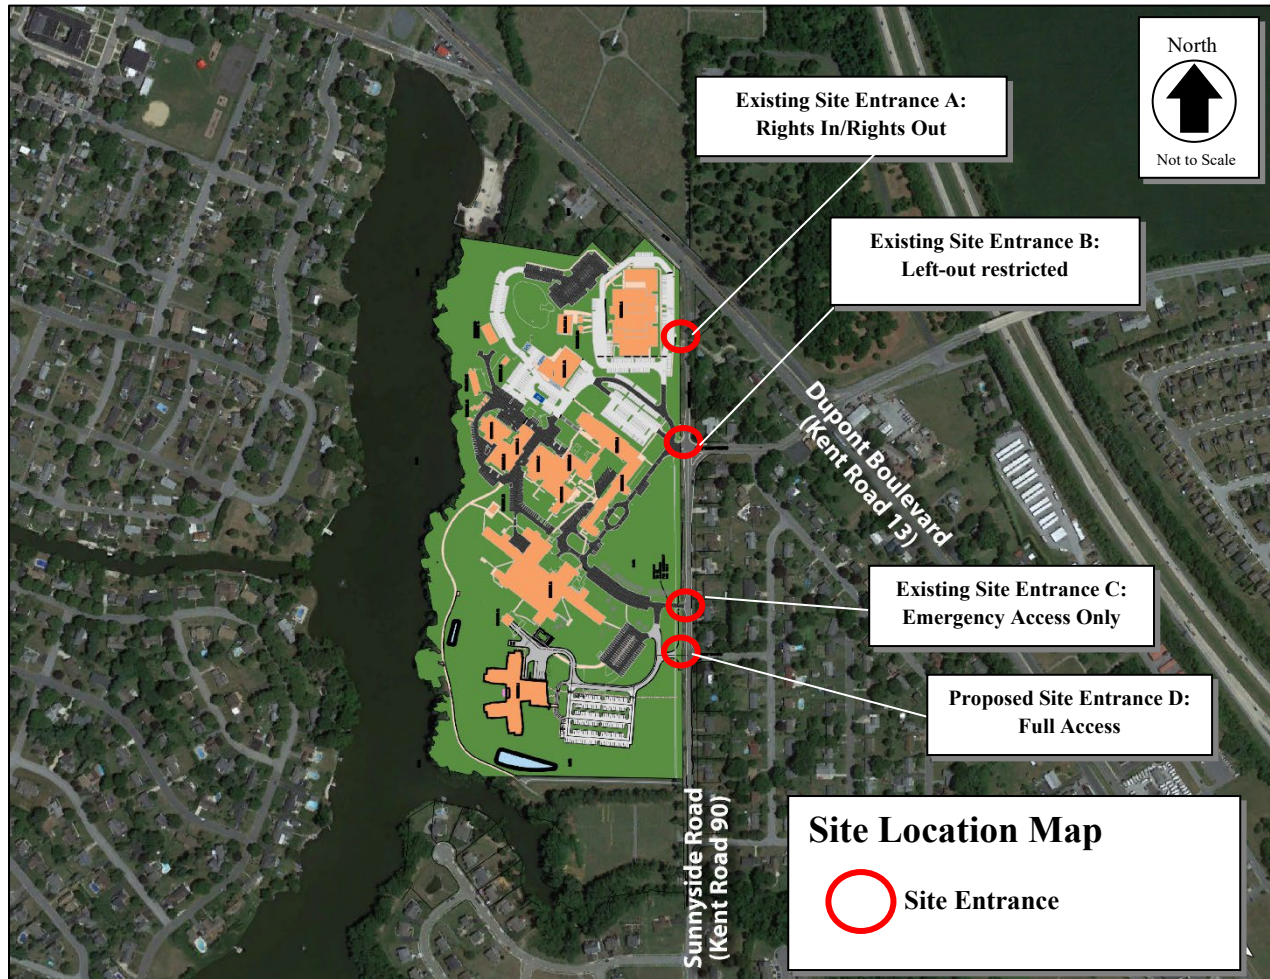 North
Not to Scale
Existing Site Entrance A:
Rights In/Rights Out
Existing Site Entrance B:
Left-out restricted
Dupont Boulevard
(Kent Road 13)
Existing Site Entrance C:
Emergency Access Only
Proposed Site Entrance D:
Full Access
Sunnyside Road
(Kent Road 90)
Site Location Map
Site Entrance